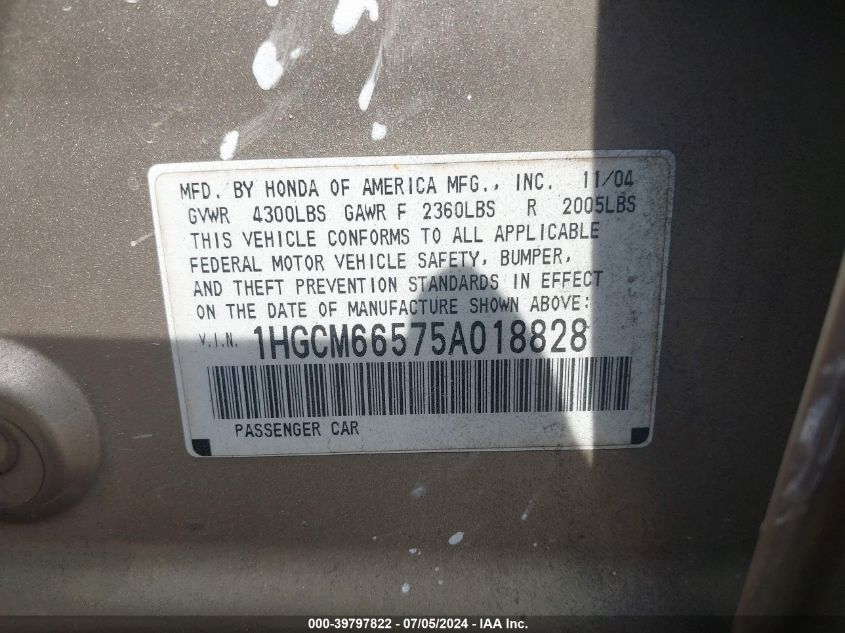 MFD. BY HONDA OF AMERICA MFG., INC. 11/04
GVWR 4300LBS GAWR F 2360LBS R 2005LBS
THIS VEHICLE CONFORMS TO ALL APPLICABLE
FEDERAL MOTOR VEHICLE SAFETY, BUMPER,
AND THEFT PREVENTION STANDARDS IN EFFECT
ON THE DATE OF MANUFACTURE SHOWN ABOVE:
V.I.N. 1HGCM66575A018828
PASSENGER CAR
000-39797822 - 07/05/2024 - IAA Inc.